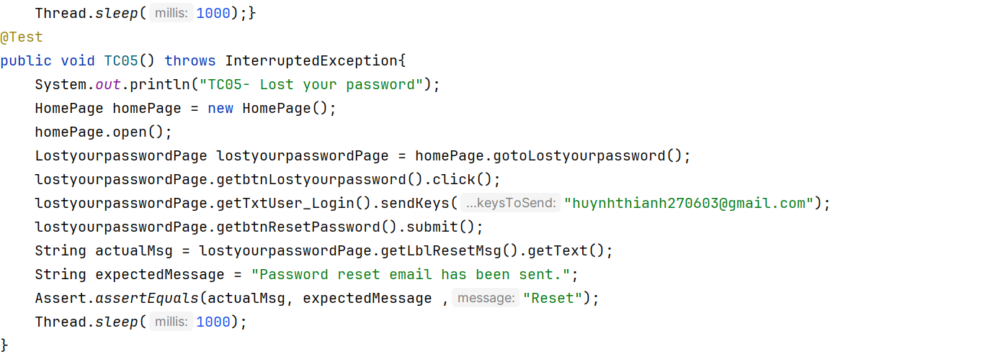 Thread.sleep( millis: 1000);}
@Test
public void TC05() throws InterruptedException{
System.out.println("TC05- Lost your password");
HomePage homePage = new HomePage();
homePage.open();
LostyourpasswordPage lostyourpasswordPage = homePage.gotoLostyourpassword();
lostyourpasswordPage.getbtnLostyourpassword().click();
lostyourpasswordPage.getTxtUser_Login().sendKeys( ...keysToSend: "huynhthianh270603@gmail.com");
lostyourpasswordPage.getbtnResetPassword().submit();
String actualMsg = lostyourpasswordPage.getLblResetMsg().getText();
String expectedMessage = "Password reset email has been sent.";
Assert.assertEquals(actualMsg, expectedMessage , message: "Reset");
Thread.sleep( millis: 1000);
}